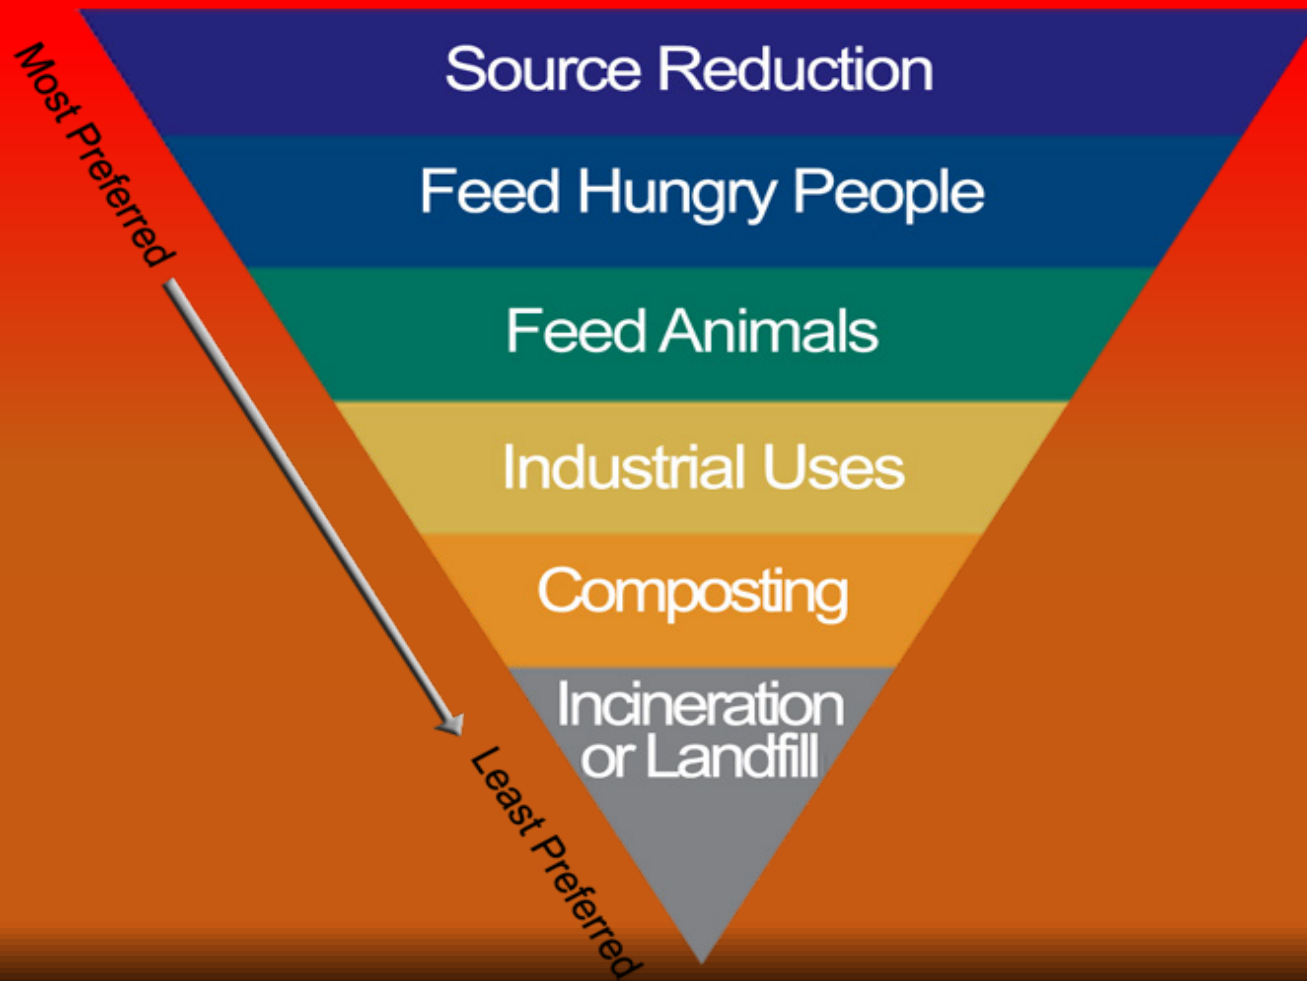 Most Preferred
Source Reduction
Feed Hungry People
Feed Animals
Industrial Uses
Composting
Incineration
or Landfill
Least Preferred